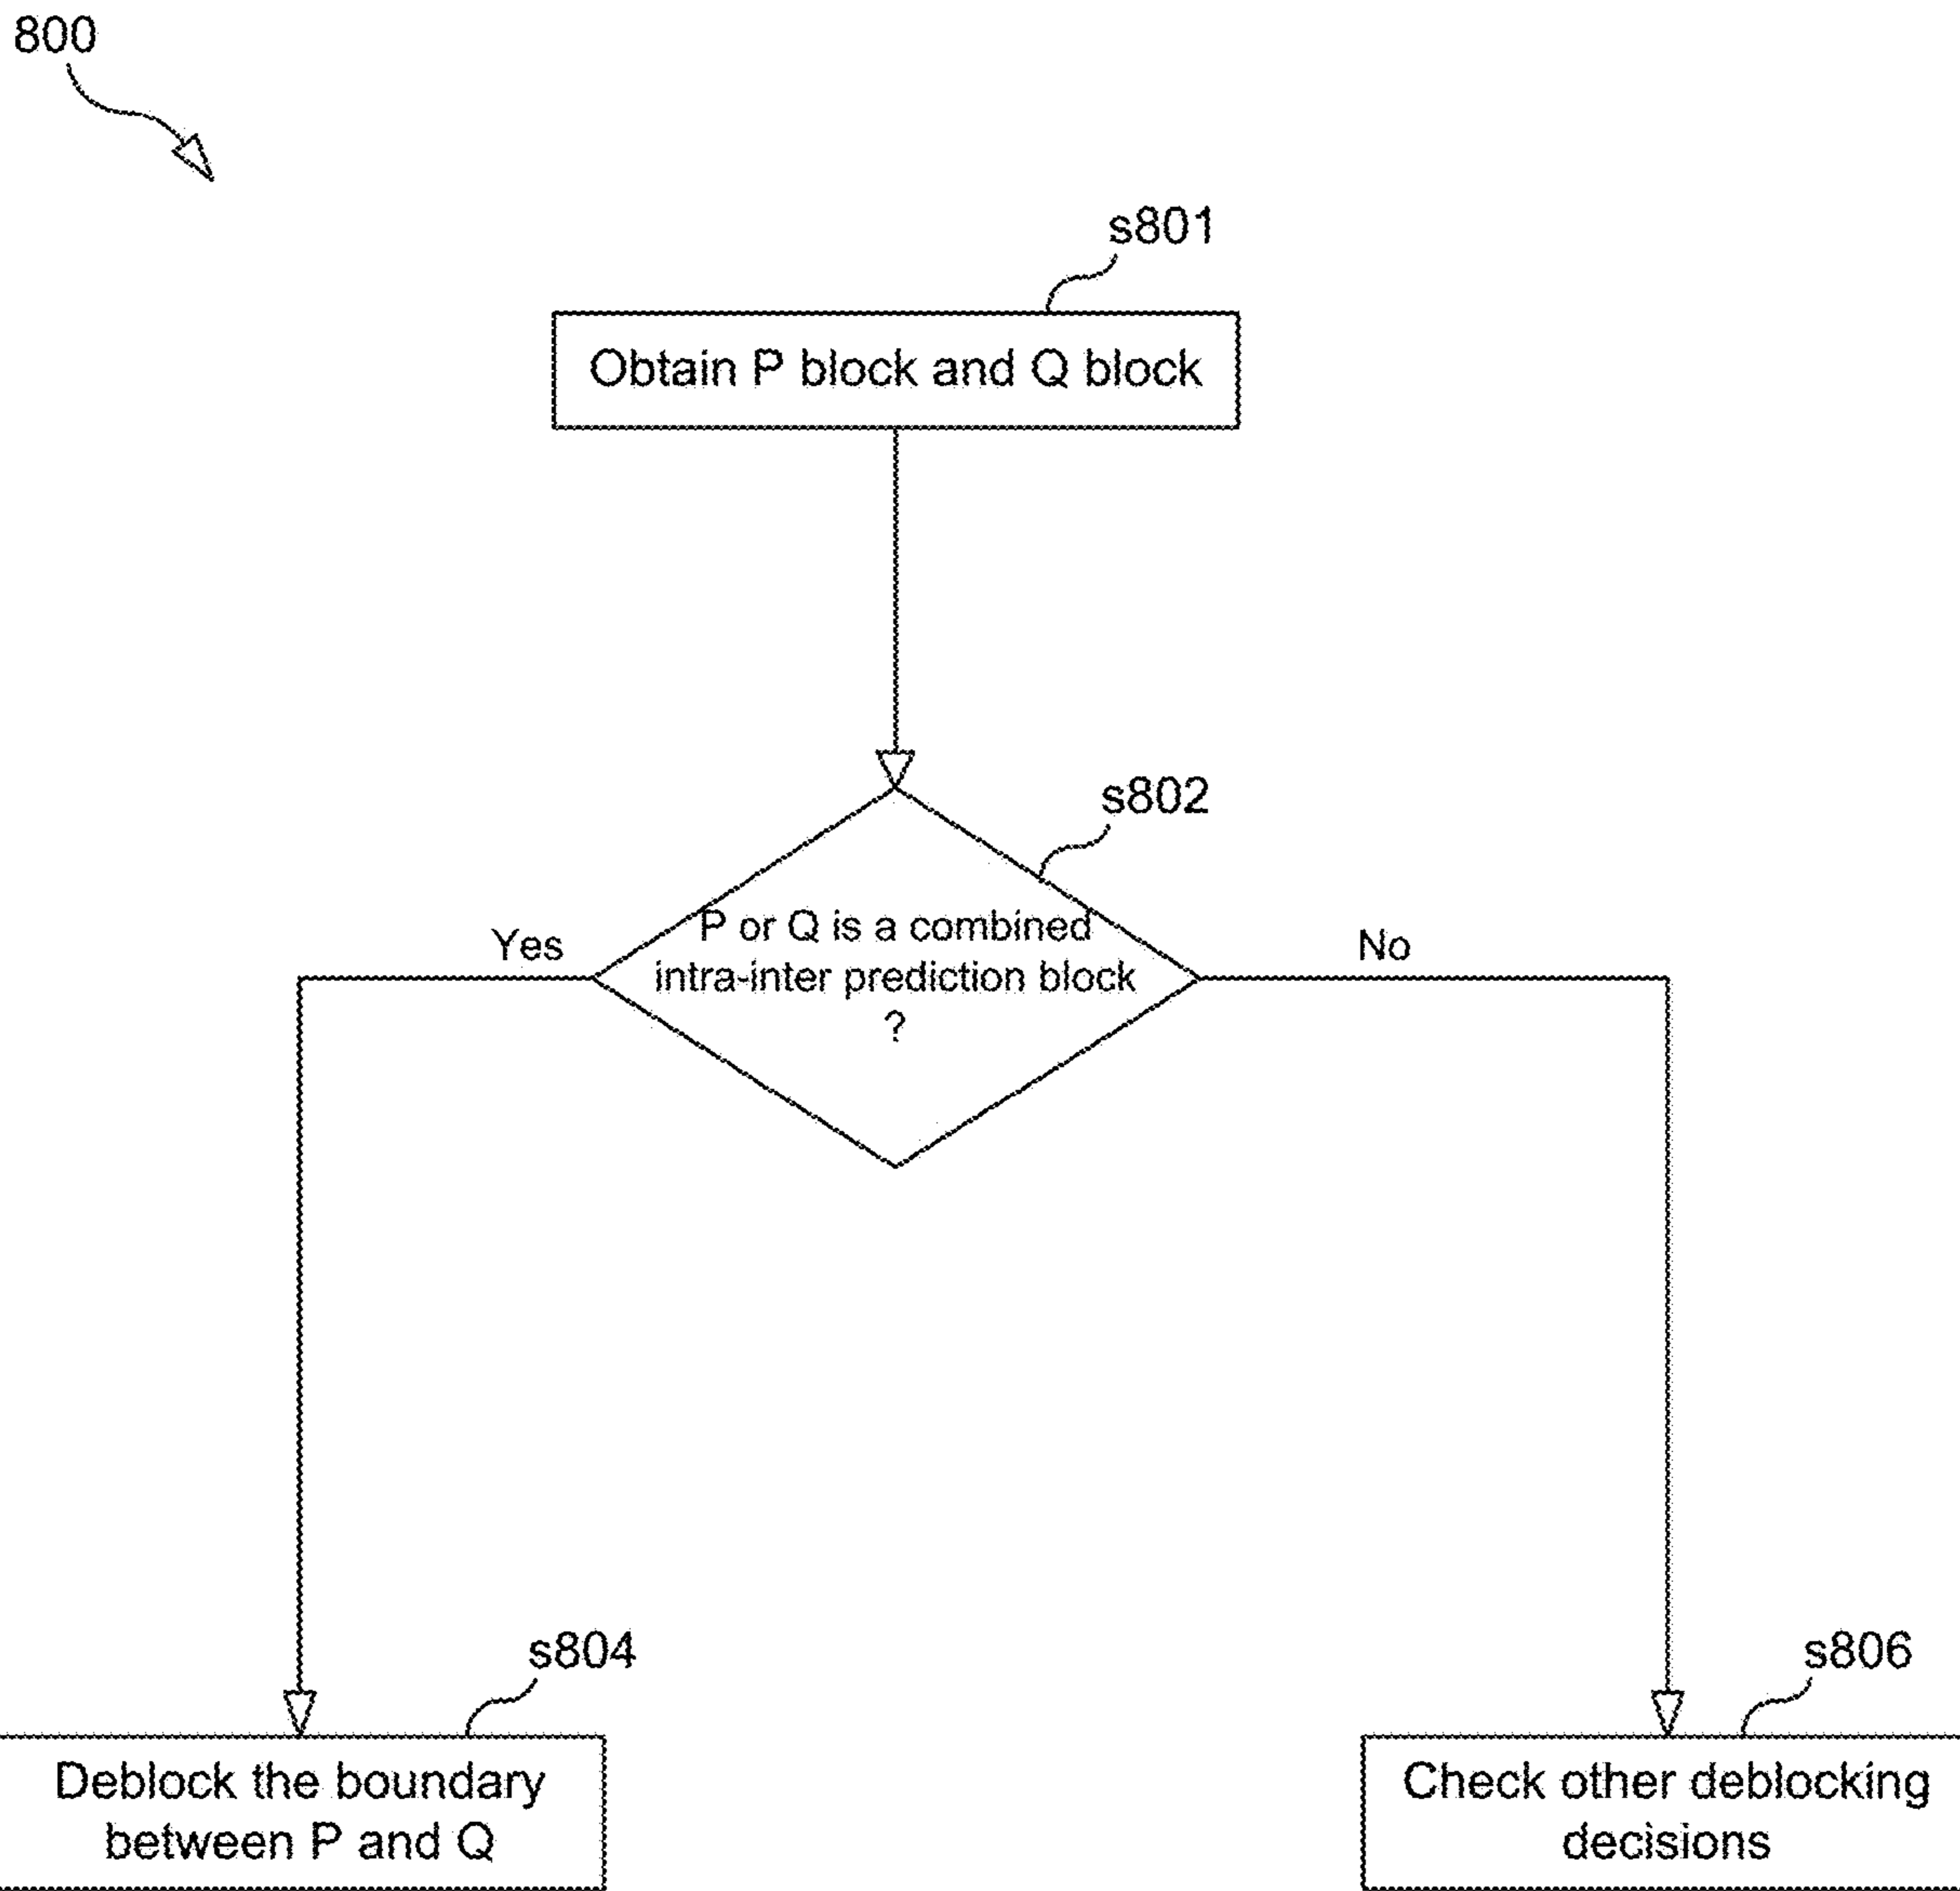 800
s801
Obtain P block and Q block
s802
P or Q is a combined
intra-inter prediction block
?
Yes
No
s804
Deblock the boundary
between P and Q
s806
Check other deblocking
decisions